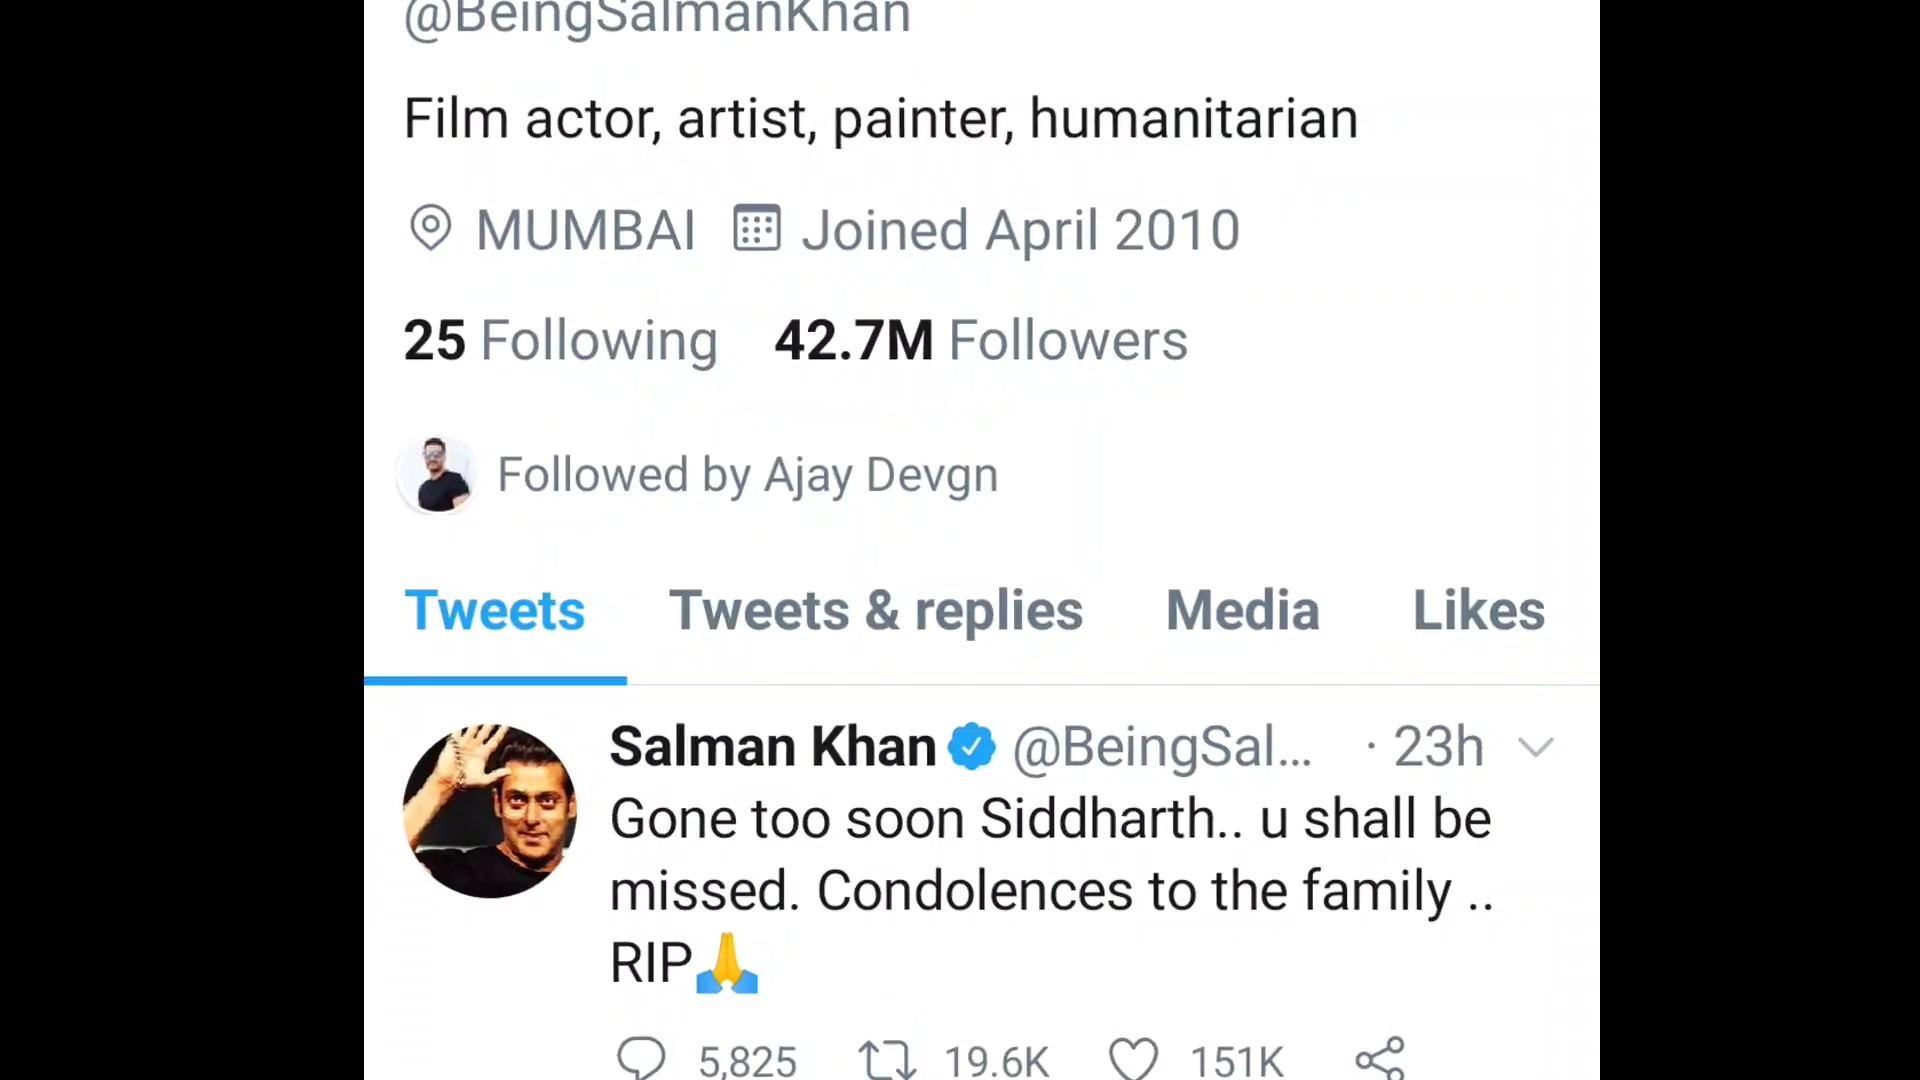 @BeingSalmanKhan
Film actor, artist, painter, humanitarian
MUMBAI Joined April 2010
25 Following 42.7M Followers
Followed by Ajay Devgn
Tweets Tweets & replies Media Likes
Salman Khan @BeingSal... · 23h
Gone too soon Siddharth.. u shall be
missed. Condolences to the family ..
RIP🙏
5,825 19.6K 151K